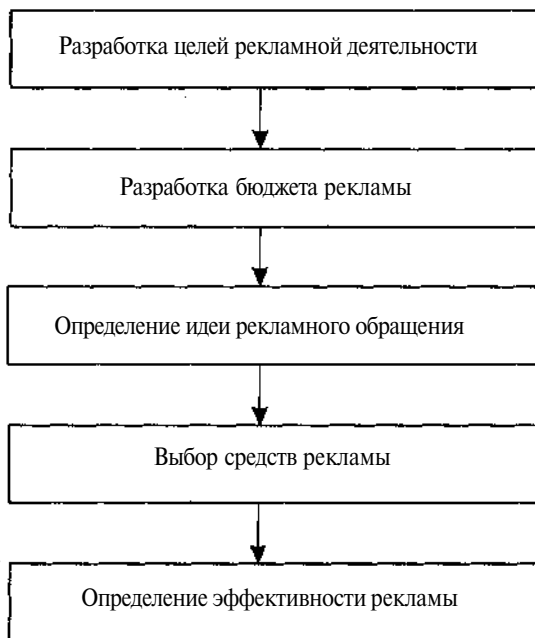 Разработка целей рекламной деятельности
Разработка бюджета рекламы
Определение идеи рекламного обращения
Выбор средств рекламы
Определение эффективности рекламы